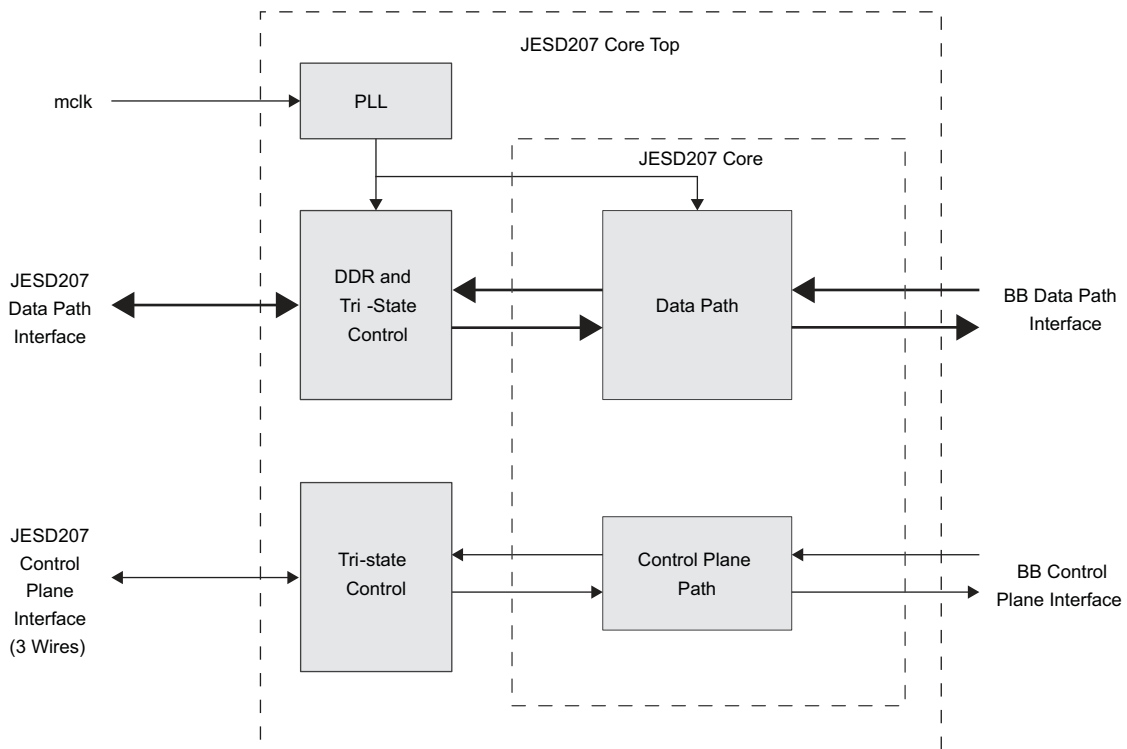 JESD207 Core Top
mclk
PLL
JESD207 Core
JESD207
Data Path
Interface
DDR and
Tri -State
Control
Data Path
BB Data Path
Interface
JESD207
Control
Plane
Interface
(3 Wires)
Tri-state
Control
Control Plane
Path
BB Control
Plane Interface